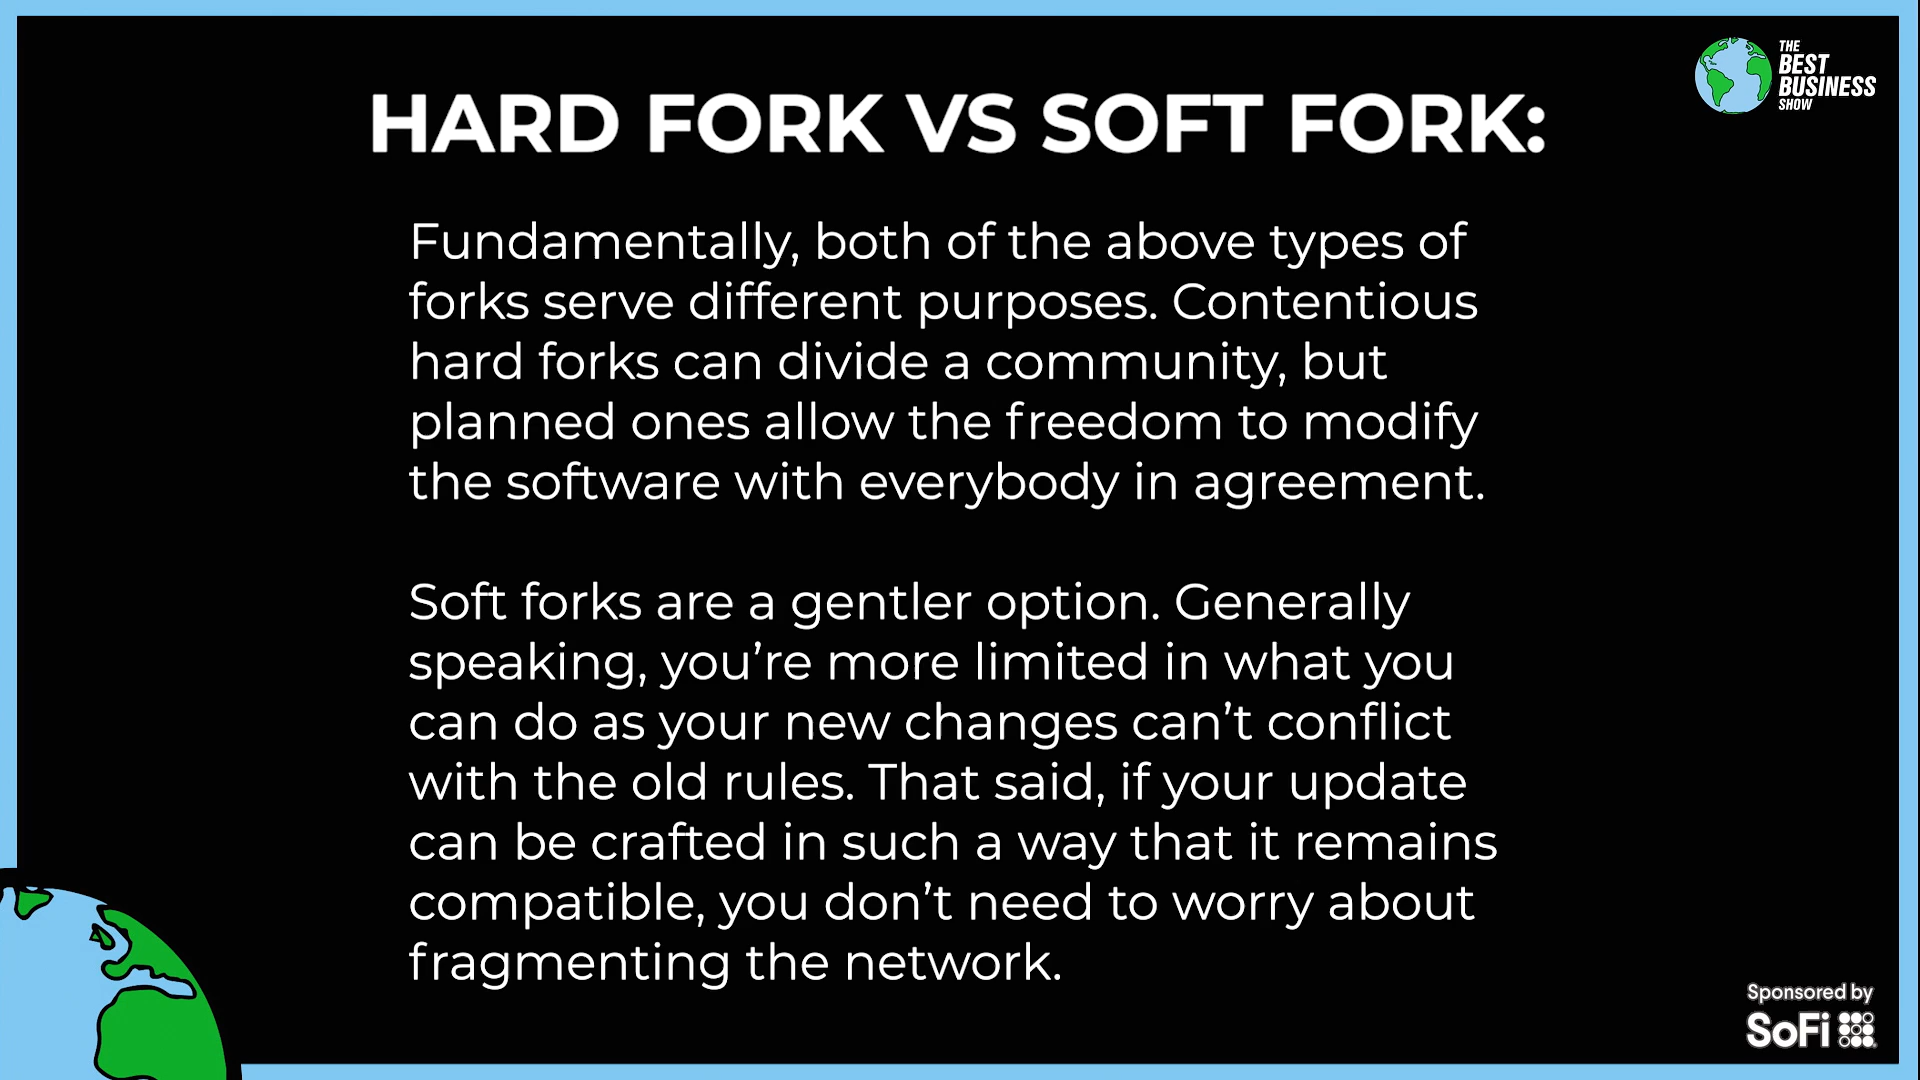 THE
BEST
BUSINESS
SHOW
HARD FORK VS SOFT FORK:
Fundamentally, both of the above types of
forks serve different purposes. Contentious
hard forks can divide a community, but
planned ones allow the freedom to modify
the software with everybody in agreement.
Soft forks are a gentler option. Generally
speaking, you’re more limited in what you
can do as your new changes can’t conflict
with the old rules. That said, if your update
can be crafted in such a way that it remains
compatible, you don’t need to worry about
fragmenting the network.
Sponsored by
SoFi